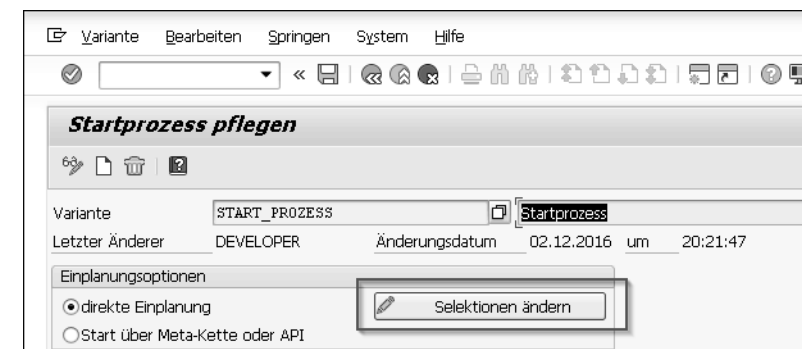 Variante Bearbeiten Springen System Hilfe
Startprozess pflegen
Variante START_PROZESS Startprozess
Letzter Änderer DEVELOPER Änderungsdatum 02.12.2016 um 20:21:47
Einplanungsoptionen
direkte Einplanung Selektionen ändern
Start über Meta-Kette oder API